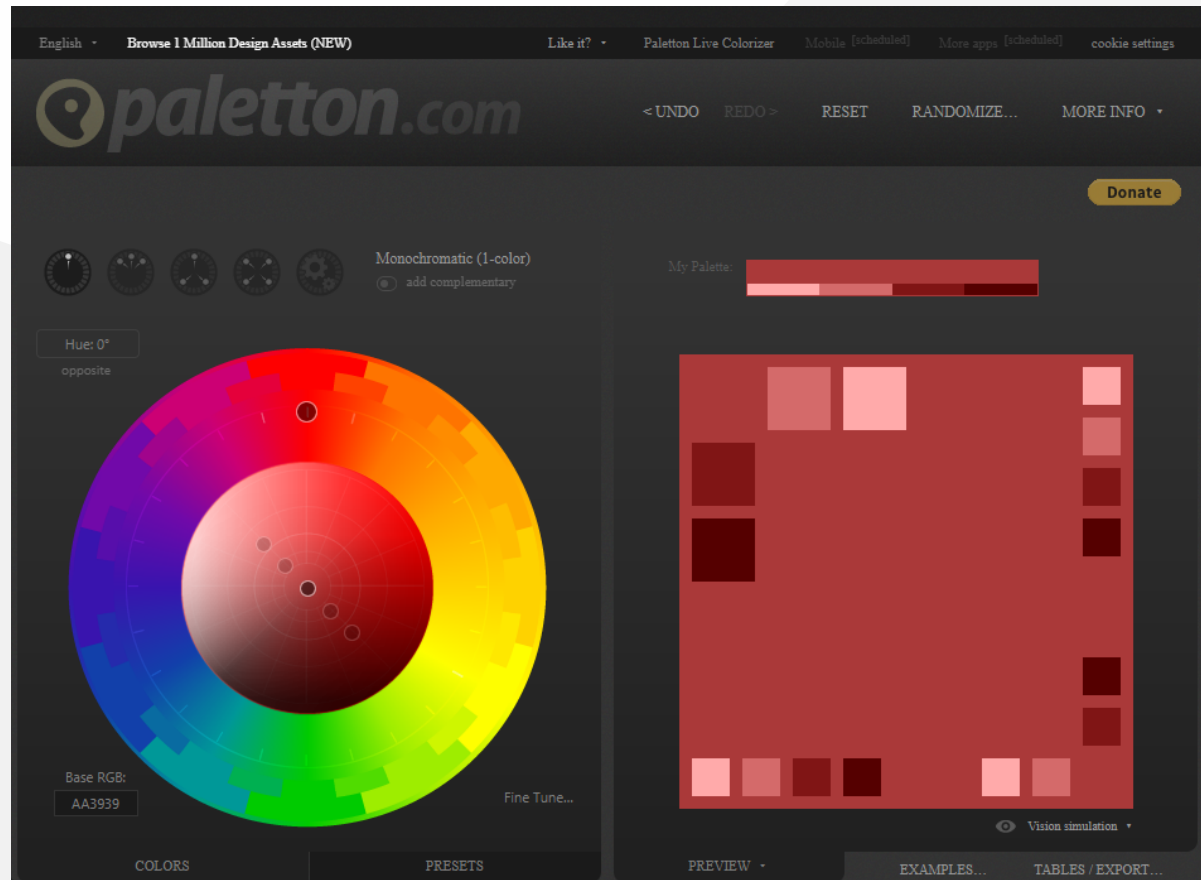 English Browse 1 Million Design Assets (NEW) Like it? Paletton Live Colorizer Mobile [scheduled] More apps [scheduled] cookie settings
paletton.com
< UNDO REDO > RESET RANDOMIZE... MORE INFO
Donate
Monochromatic (1-color)
add complementary
My Palette:
Hue: 0°
opposite
Base RGB:
AA3939
Fine Tune...
Vision simulation
COLORS PRESETS PREVIEW EXAMPLES... TABLES / EXPORT...